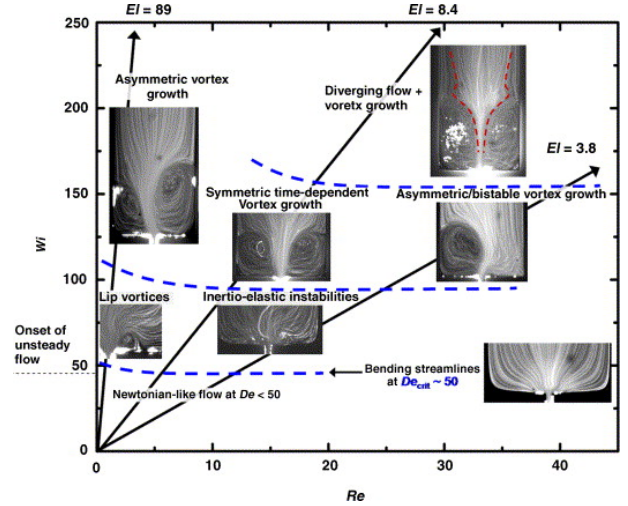 El = 89
El = 8.4
250
200
150
100
50
0
Wi
Asymmetric vortex
growth
Diverging flow +
voretx growth
El = 3.8
Symmetric time-dependent
Vortex growth
Asymmetric/bistable vortex growth
Lip vortices
Inertio-elastic instabilities
Onset of
unsteady
flow
Bending streamlines
at De_crit ~ 50
Newtonian-like flow at De < 50
0
10
20
30
40
Re